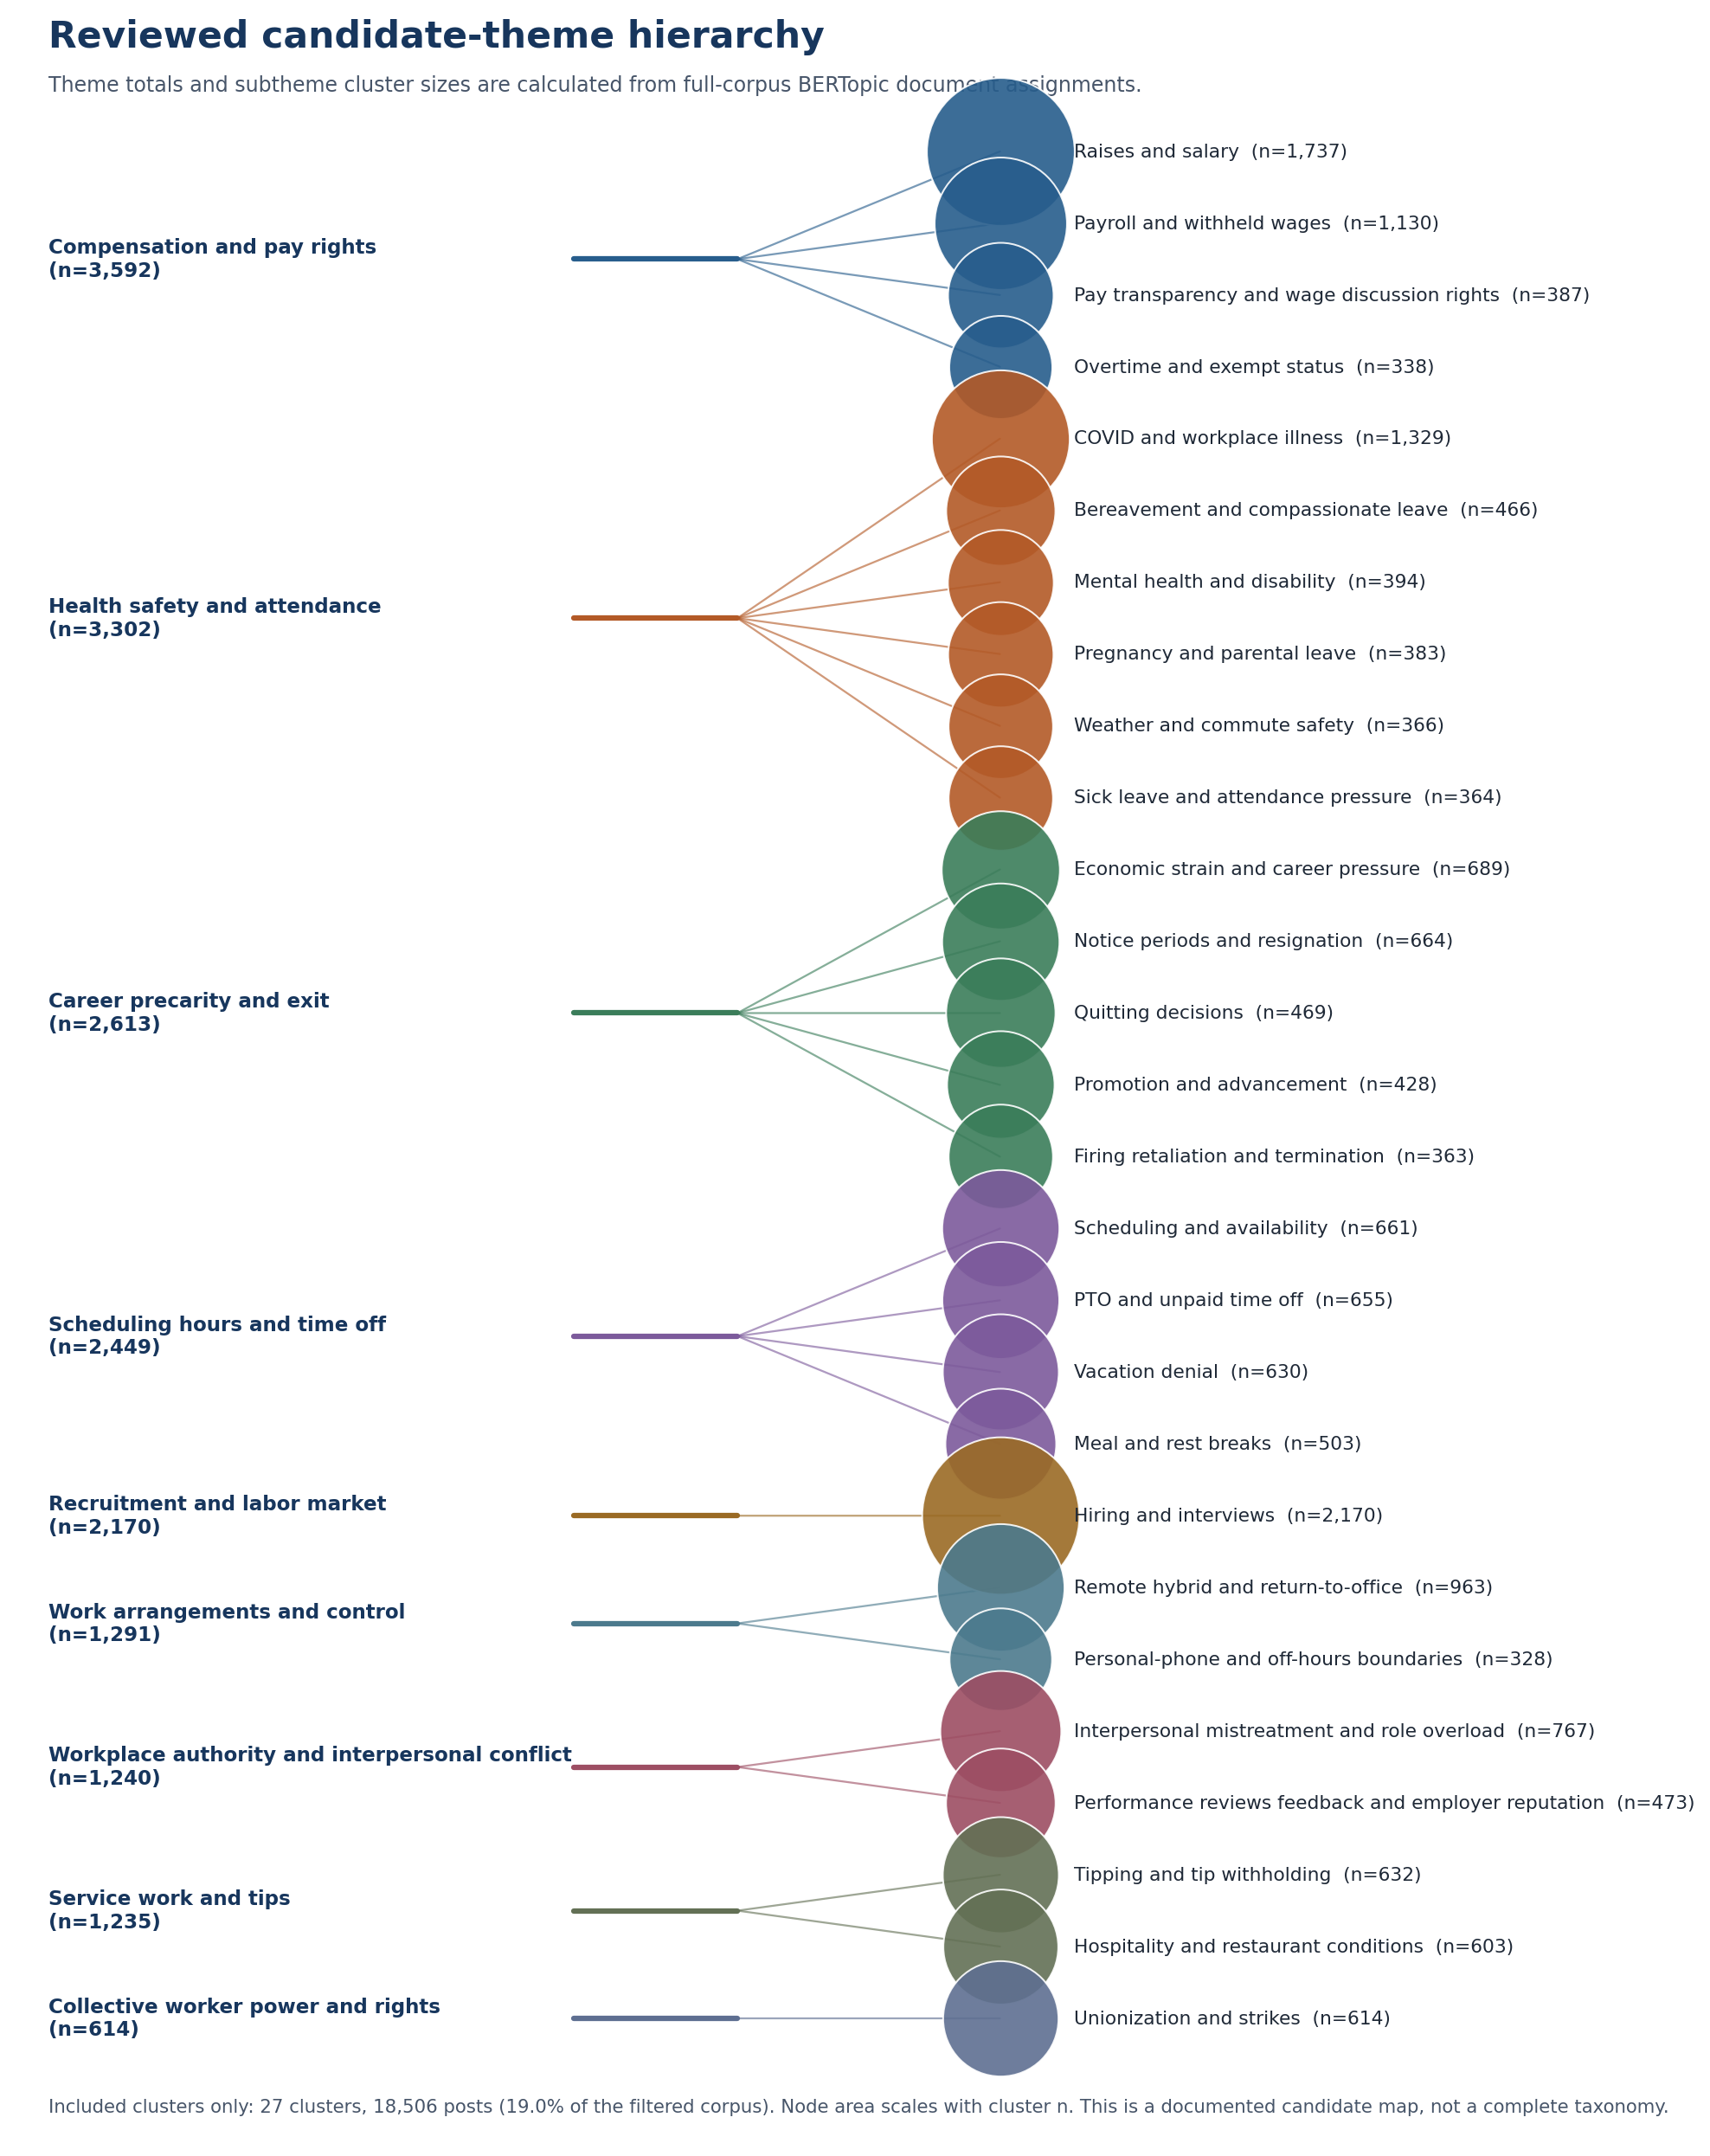 Reviewed candidate-theme hierarchy
Theme totals and subtheme cluster sizes are calculated from full-corpus BERTopic document assignments.
Compensation and pay rights
(n=3,592)
Raises and salary (n=1,737)
Payroll and withheld wages (n=1,130)
Pay transparency and wage discussion rights (n=387)
Overtime and exempt status (n=338)
Health safety and attendance
(n=3,302)
COVID and workplace illness (n=1,329)
Bereavement and compassionate leave (n=466)
Mental health and disability (n=394)
Pregnancy and parental leave (n=383)
Weather and commute safety (n=366)
Sick leave and attendance pressure (n=364)
Career precarity and exit
(n=2,613)
Economic strain and career pressure (n=689)
Notice periods and resignation (n=664)
Quitting decisions (n=469)
Promotion and advancement (n=428)
Firing retaliation and termination (n=363)
Scheduling hours and time off
(n=2,449)
Scheduling and availability (n=661)
PTO and unpaid time off (n=655)
Vacation denial (n=630)
Meal and rest breaks (n=503)
Recruitment and labor market
(n=2,170)
Hiring and interviews (n=2,170)
Work arrangements and control
(n=1,291)
Remote hybrid and return-to-office (n=963)
Personal-phone and off-hours boundaries (n=328)
Workplace authority and interpersonal conflict
(n=1,240)
Interpersonal mistreatment and role overload (n=767)
Performance reviews feedback and employer reputation (n=473)
Service work and tips
(n=1,235)
Tipping and tip withholding (n=632)
Hospitality and restaurant conditions (n=603)
Collective worker power and rights
(n=614)
Unionization and strikes (n=614)
Included clusters only: 27 clusters, 18,506 posts (19.0% of the filtered corpus). Node area scales with cluster n. This is a documented candidate map, not a complete taxonomy.